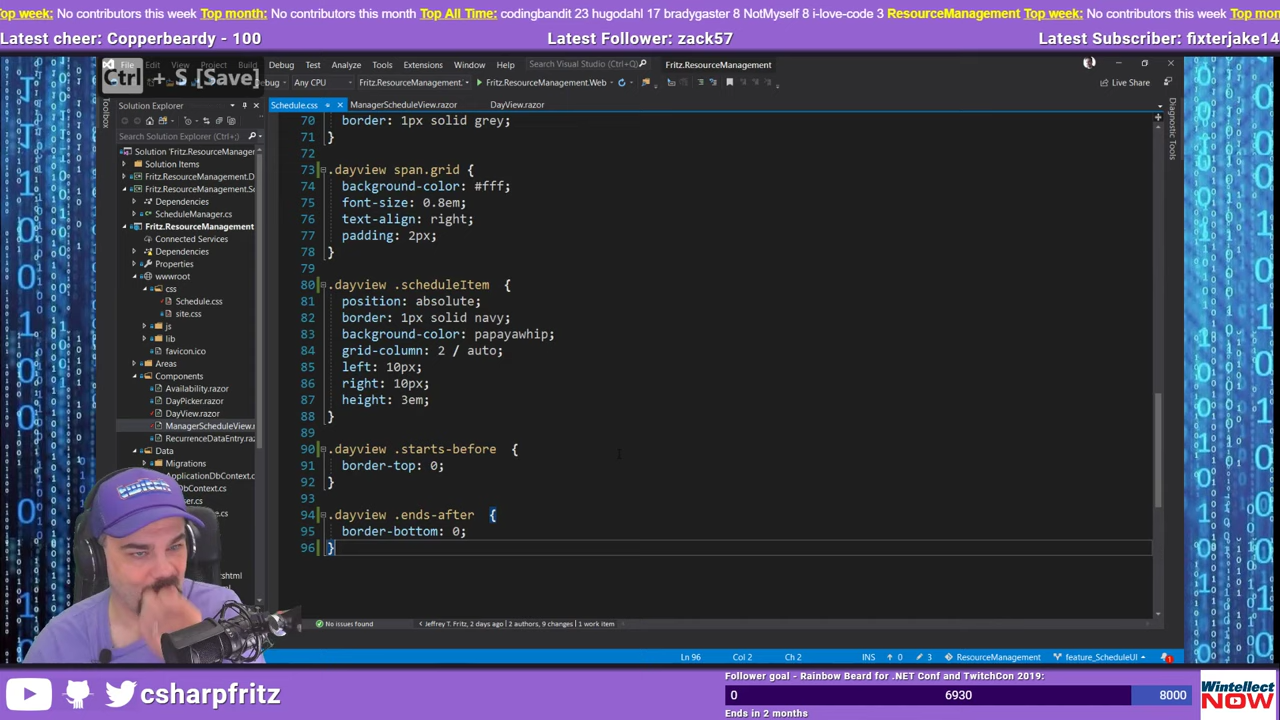 w week: No contributors this week Top month: No contributors this month Top All Time: codingbandit 23 hugodahl 17 bradygaster 8 NotMyself 8 i-love-code 3 ResourceManagement Top week: No contributors this week Top mon
Latest cheer: Copperbeardy - 100
Latest Follower: zack57
Latest Subscriber: fixterjake14
File Edit View Project Debug Test Analyze Tools Extensions Window Help Search Visual Studio (Ctrl+Q) Fritz.ResourceManagement
Ctrl + S [Save]
Debug Any CPU Fritz.ResourceManagement. Fritz.ResourceManagement.Web Live Share
Solution Explorer
Schedule.css ManagerScheduleView.razor DayView.razor
Toolbox
Diagnostic Tools
Search Solution Explorer (Ctrl+;)
Solution 'Fritz.ResourceManager
Solution Items
Fritz.ResourceManagement.D
Fritz.ResourceManagement.Sc
Dependencies
ScheduleManager.cs
Fritz.ResourceManagement
Connected Services
Dependencies
Properties
wwwroot
css
Schedule.css
site.css
js
lib
favicon.ico
Areas
Components
Availability.razor
DayPicker.razor
DayView.razor
ManagerScheduleView.r
RecurrenceDataEntry.raz
Data
Migrations
ApplicationDbContext.c
DbContext.cs
ser.cs
shtml
70 border: 1px solid grey;
71 }
72
73 .dayview span.grid {
74 background-color: #fff;
75 font-size: 0.8em;
76 text-align: right;
77 padding: 2px;
78 }
79
80 .dayview .scheduleItem {
81 position: absolute;
82 border: 1px solid navy;
83 background-color: papayawhip;
84 grid-column: 2 / auto;
85 left: 10px;
86 right: 10px;
87 height: 3em;
88 }
89
90 .dayview .starts-before {
91 border-top: 0;
92 }
93
94 .dayview .ends-after {
95 border-bottom: 0;
96 }
No issues found Jeffrey T. Fritz, 2 days ago | 2 authors, 9 changes | 1 work item
Ln 96 Col 2 Ch 2 INS 0 3 ResourceManagement feature_ScheduleUI 1
csharpfritz
Follower goal - Rainbow Beard for .NET Conf and TwitchCon 2019:
0 6930 8000
Ends in 2 months
Wintellect
NOW